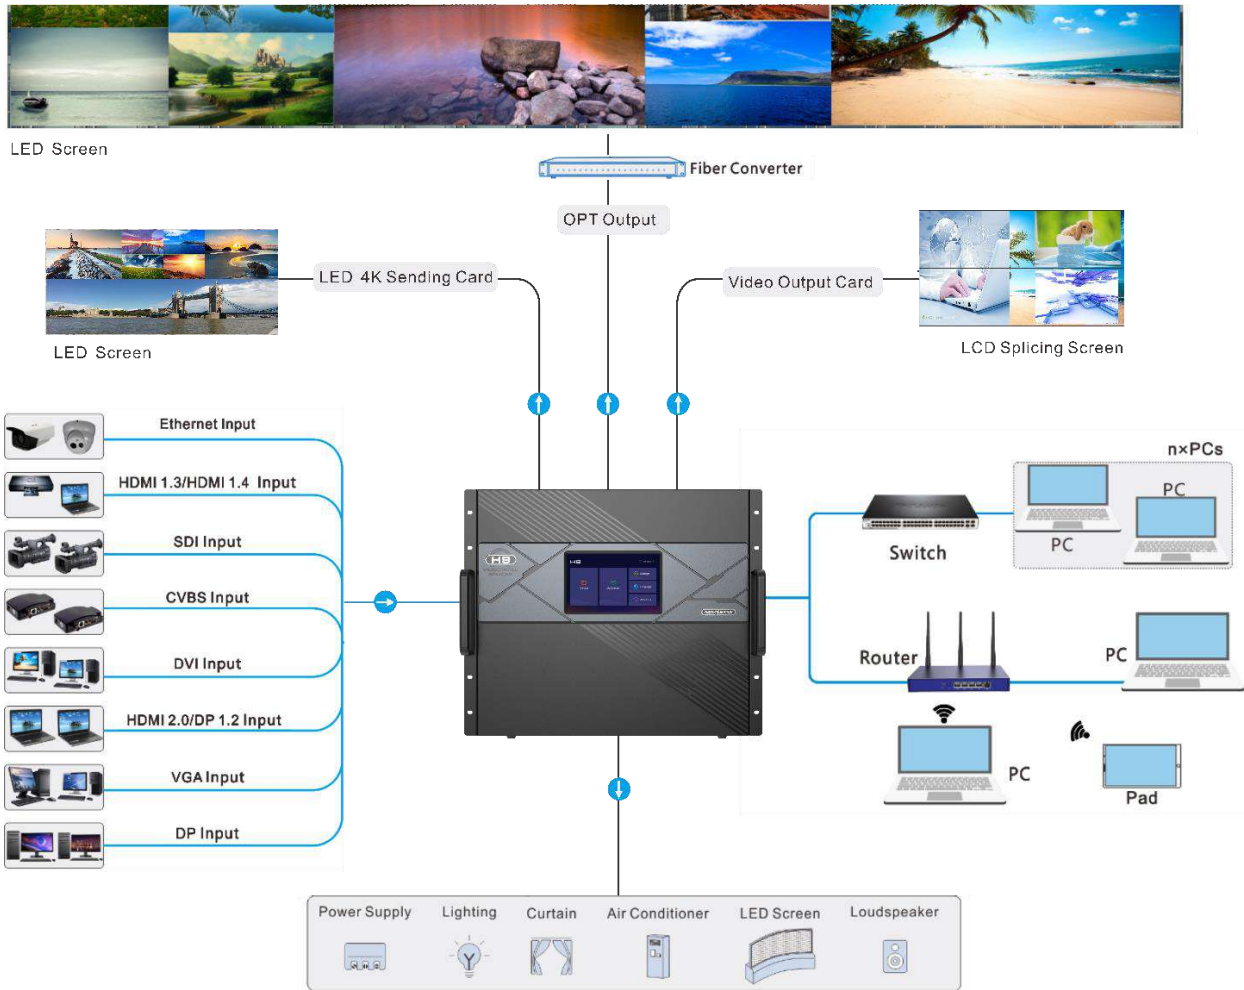 LED Screen
Fiber Converter
OPT Output
LED 4K Sending Card
Video Output Card
LED Screen
LCD Splicing Screen
Ethernet Input
HDMI 1.3/HDMI 1.4 Input
SDI Input
CVBS Input
DVI Input
HDMI 2.0/DP 1.2 Input
VGA Input
DP Input
H9
n×PCs
PC
PC
Switch
Router
PC
PC
Pad
Power Supply
Lighting
Curtain
Air Conditioner
LED Screen
Loudspeaker